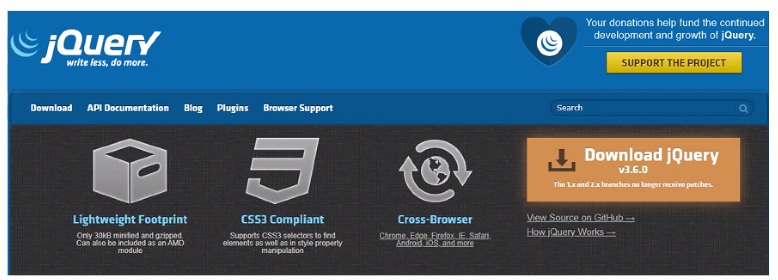 jQuery
write less, do more.
Your donations help fund the continued
development and growth of jQuery.
SUPPORT THE PROJECT
Download API Documentation Blog Plugins Browser Support
Search
Lightweight Footprint
Only 30kB minified and gzipped.
Can also be included as an AMD
module
CSS3 Compliant
Supports CSS3 selectors to find
elements as well as in style property
manipulation
Cross-Browser
Chrome, Edge, Firefox, IE, Safari,
Android, iOS, and more
Download jQuery
v3.6.0
The 1.x and 2.x branches no longer receive patches.
View Source on GitHub →
How jQuery Works →